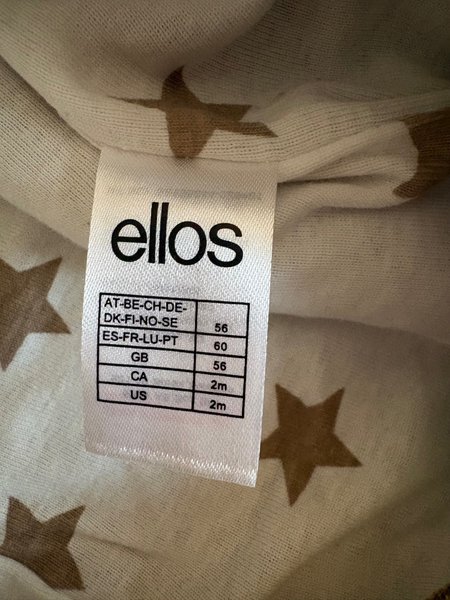 ellos
AT-BE-CH-DE-
DK-FI-NO-SE 56
ES-FR-LU-PT 60
GB 56
CA 2m
US 2m